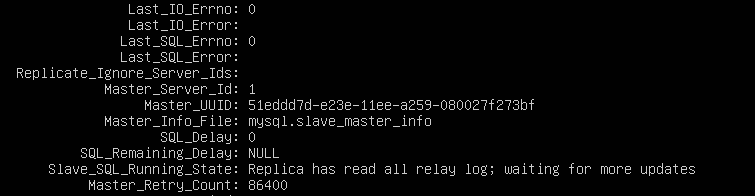 Last_IO_Errno: 0
Last_IO_Error:
Last_SQL_Errno: 0
Last_SQL_Error:
Replicate_Ignore_Server_Ids:
Master_Server_Id: 1
Master_UUID: 51eddd7d-e23e-11ee-a259-080027f273bf
Master_Info_File: mysql.slave_master_info
SQL_Delay: 0
SQL_Remaining_Delay: NULL
Slave_SQL_Running_State: Replica has read all relay log; waiting for more updates
Master_Retry_Count: 86400